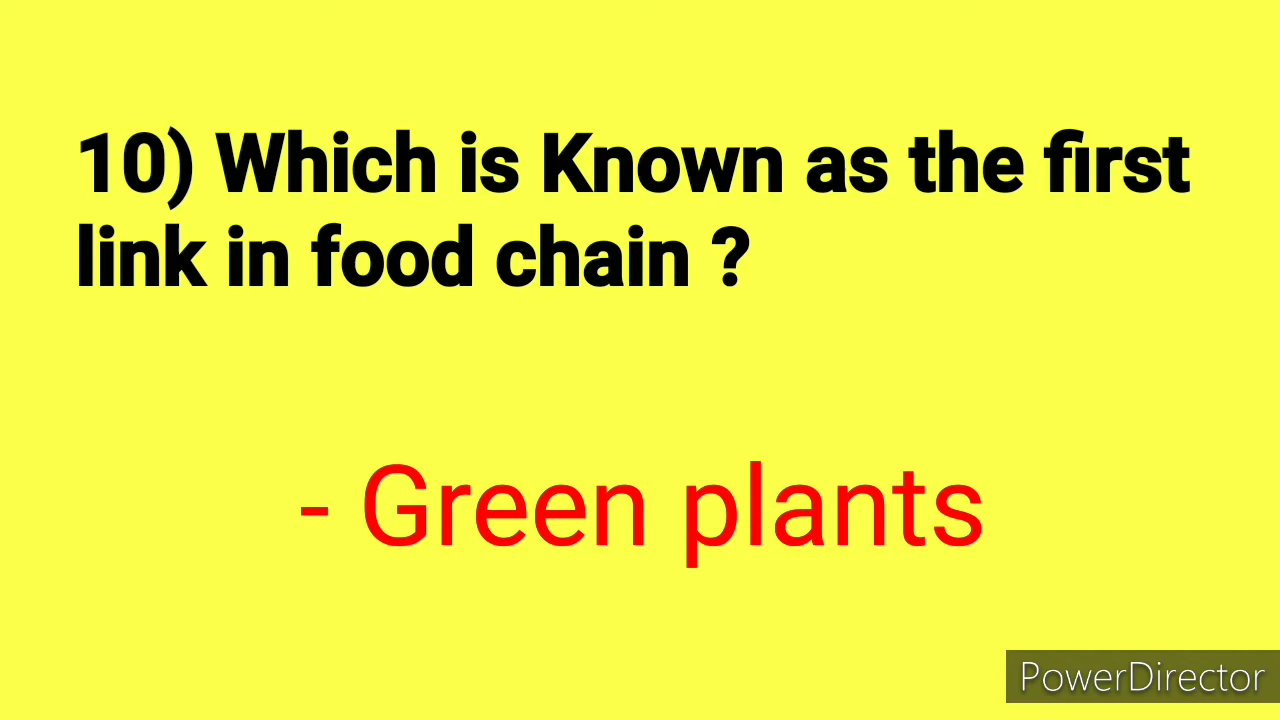 10) Which is Known as the first
link in food chain ?
- Green plants
PowerDirector